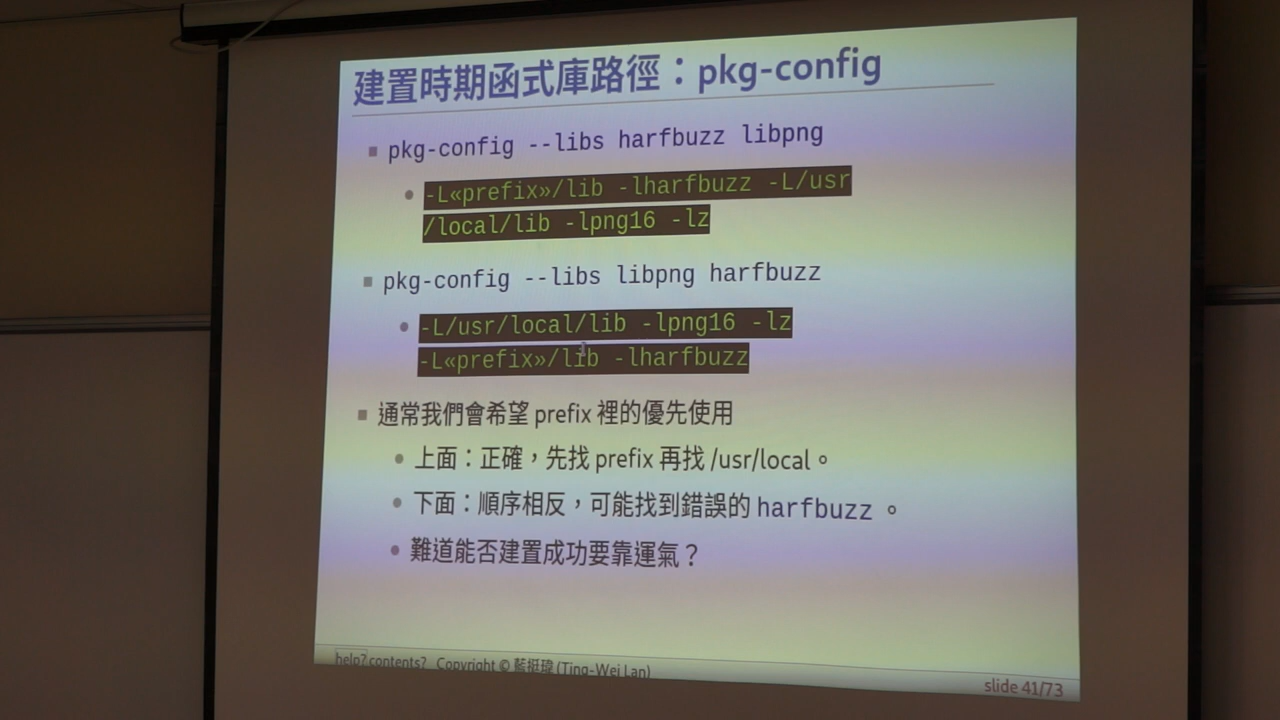 建置時期函式庫路徑：pkg-config
pkg-config --libs harfbuzz libpng
-L«prefix»/lib -lharfbuzz -L/usr
/local/lib -lpng16 -lz
pkg-config --libs libpng harfbuzz
-L/usr/local/lib -lpng16 -lz
-L«prefix»/lib -lharfbuzz
通常我們會希望 prefix 裡的優先使用
上面：正確，先找 prefix 再找 /usr/local。
下面：順序相反，可能找到錯誤的 harfbuzz 。
難道能否建置成功要靠運氣？
help? contents? Copyright © 藍挺瑋 (Ting-Wei Lan)
slide 41/73